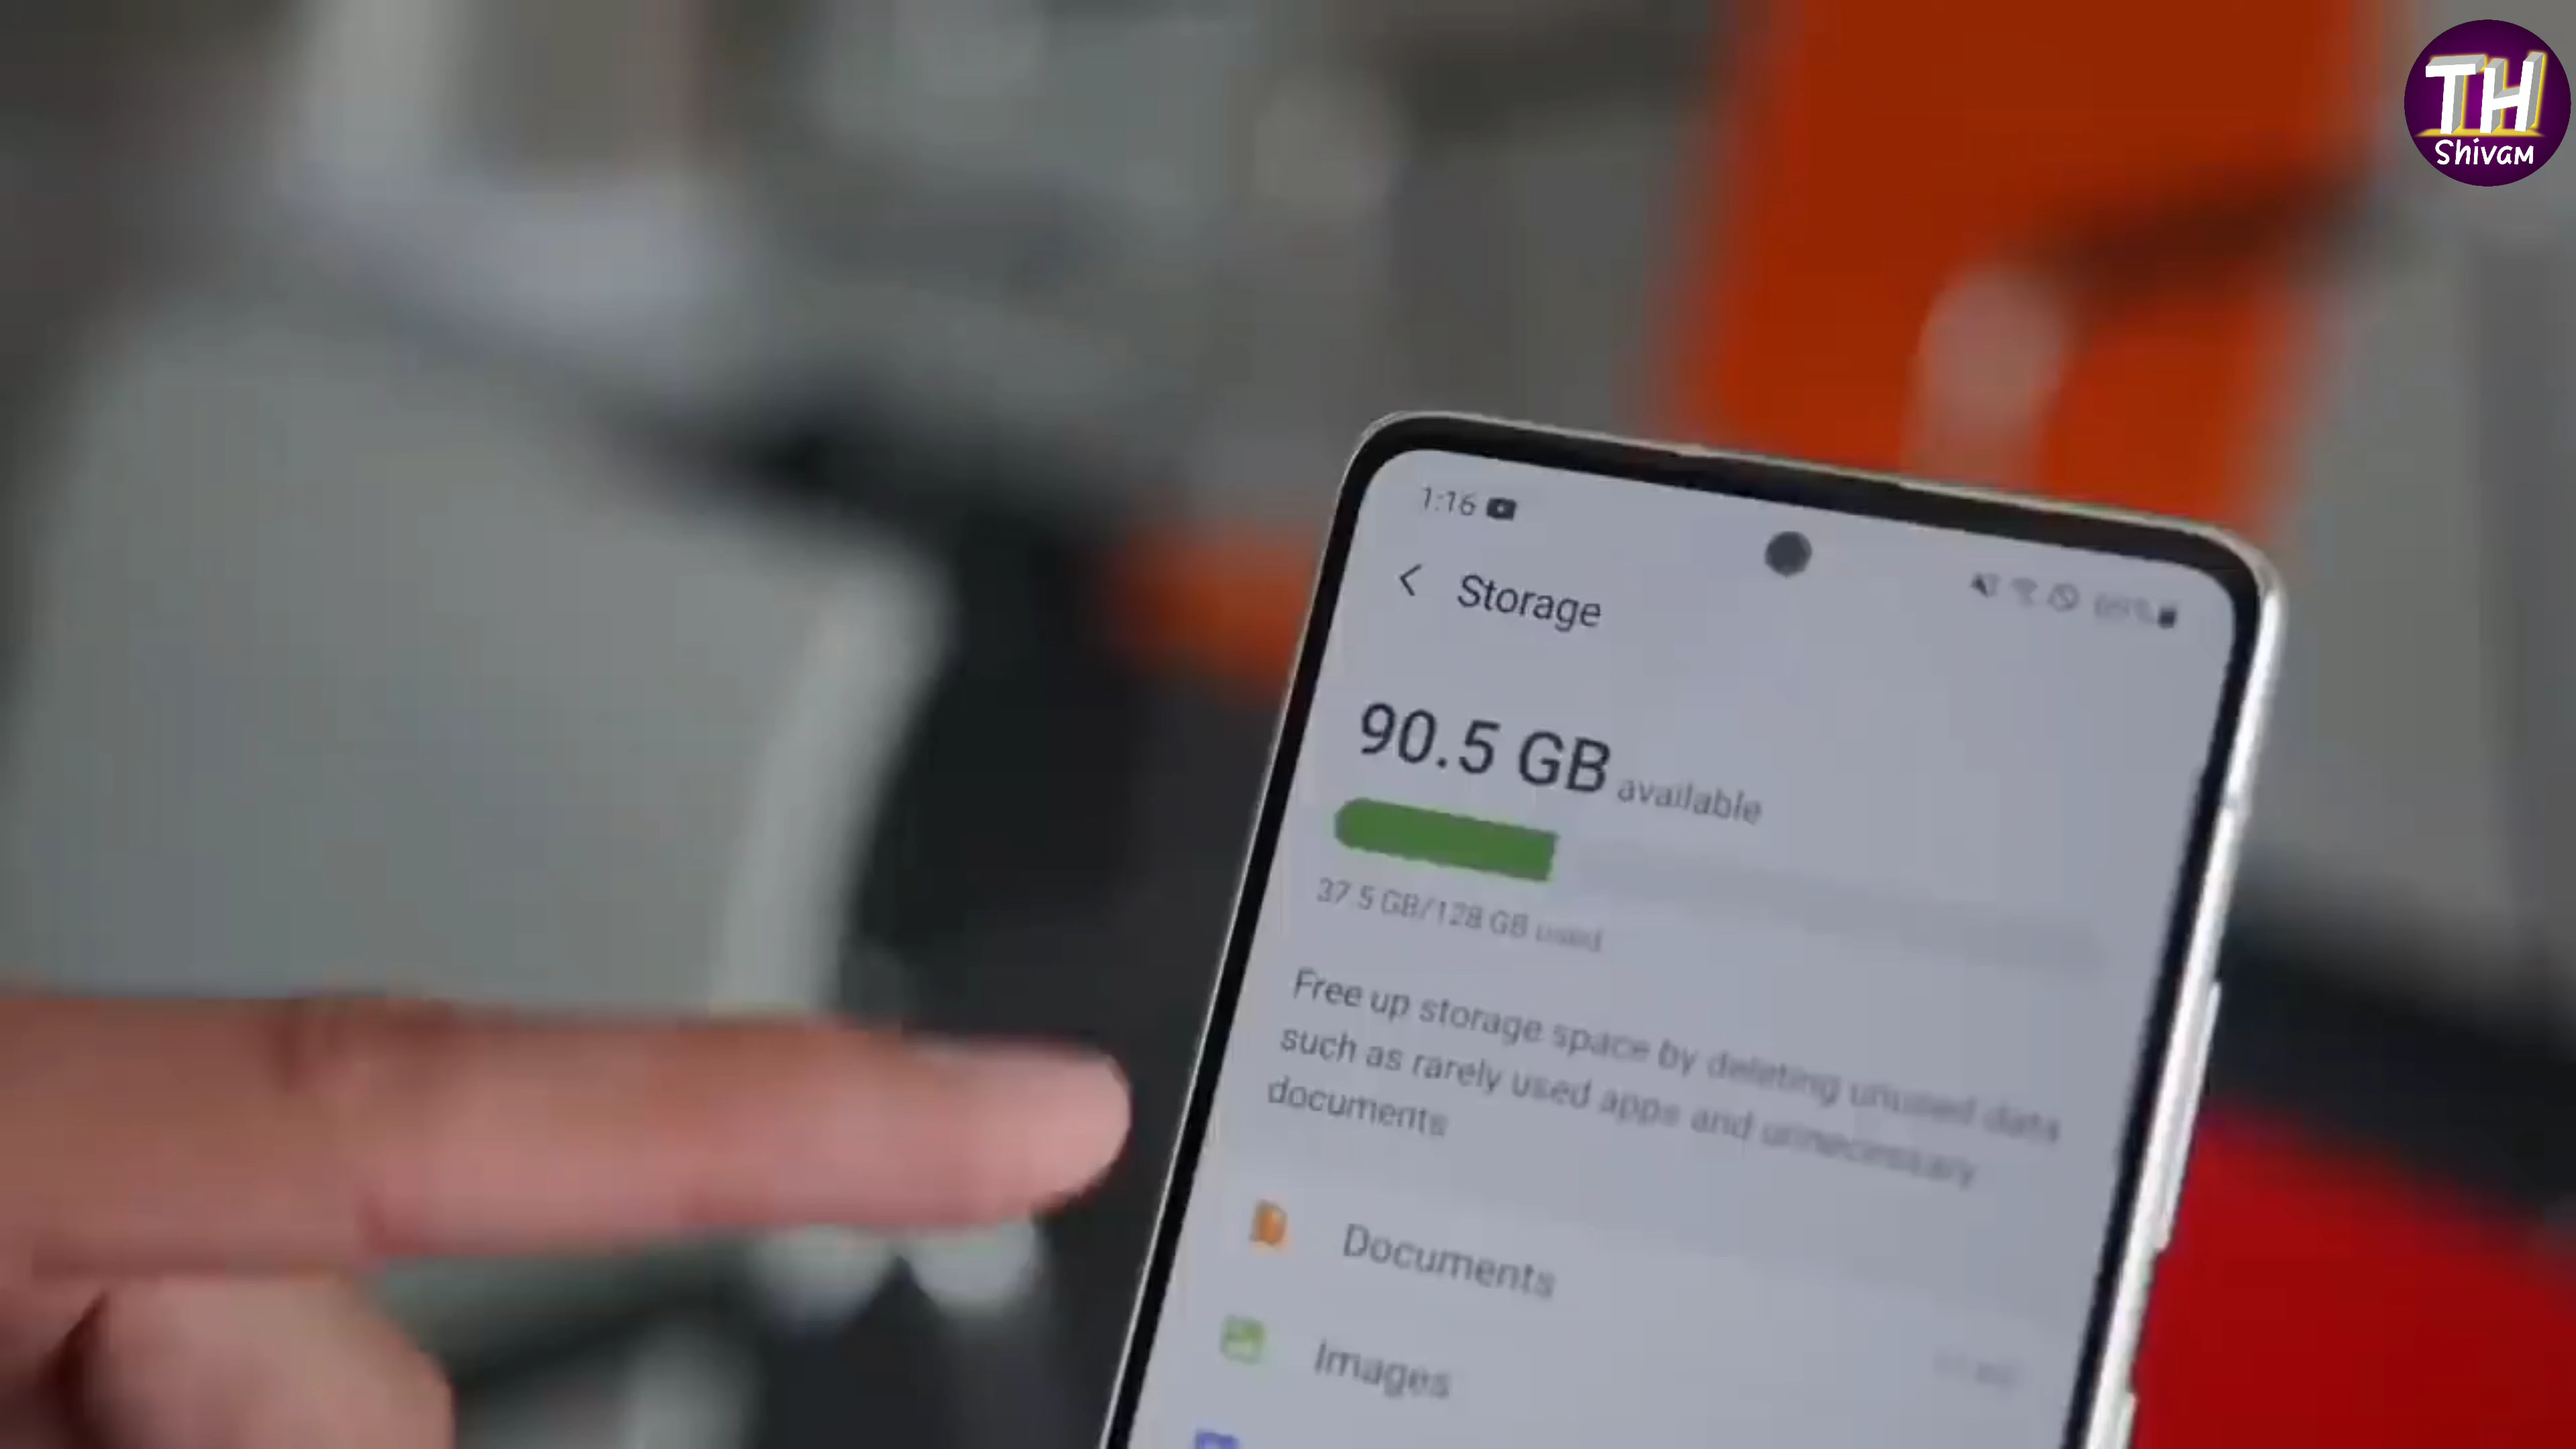 TH
Shivam
1:16
Storage
90.5 GB available
37.5 GB/128 GB used
Free up storage space by deleting unused data
such as rarely used apps and unnecessary
documents
Documents
Images